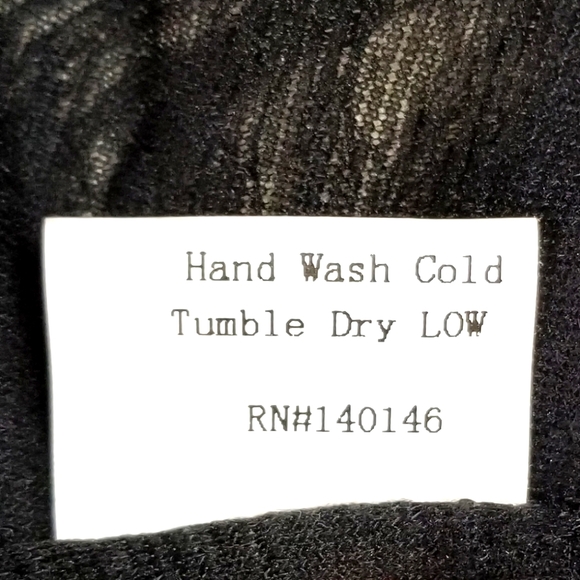 Hand Wash Cold
Tumble Dry LOW
RN#140146